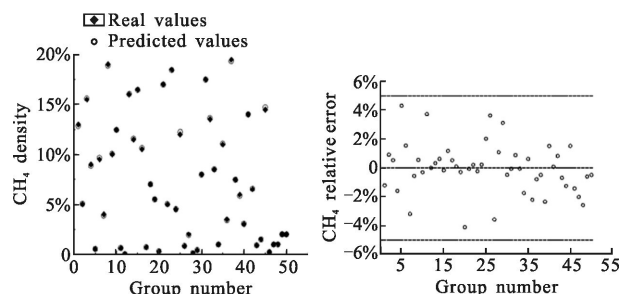 Real values
Predicted values
20%
15%
10%
5%
0
CH₄ density
0 10 20 30 40 50
Group number
6%
4%
2%
0
−2%
−4%
−6%
CH₄ relative error
5 15 25 35 45 55
Group number